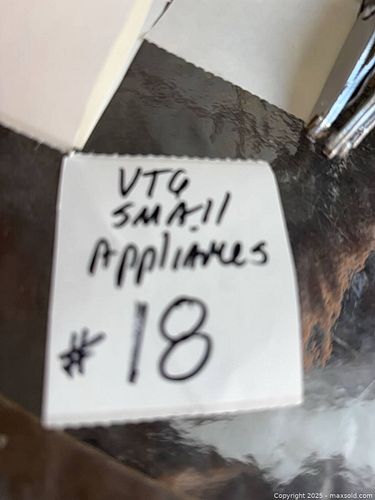 VTG
SMAll
AppliANCes
# 18
Copyright 2025 - maxsold.com